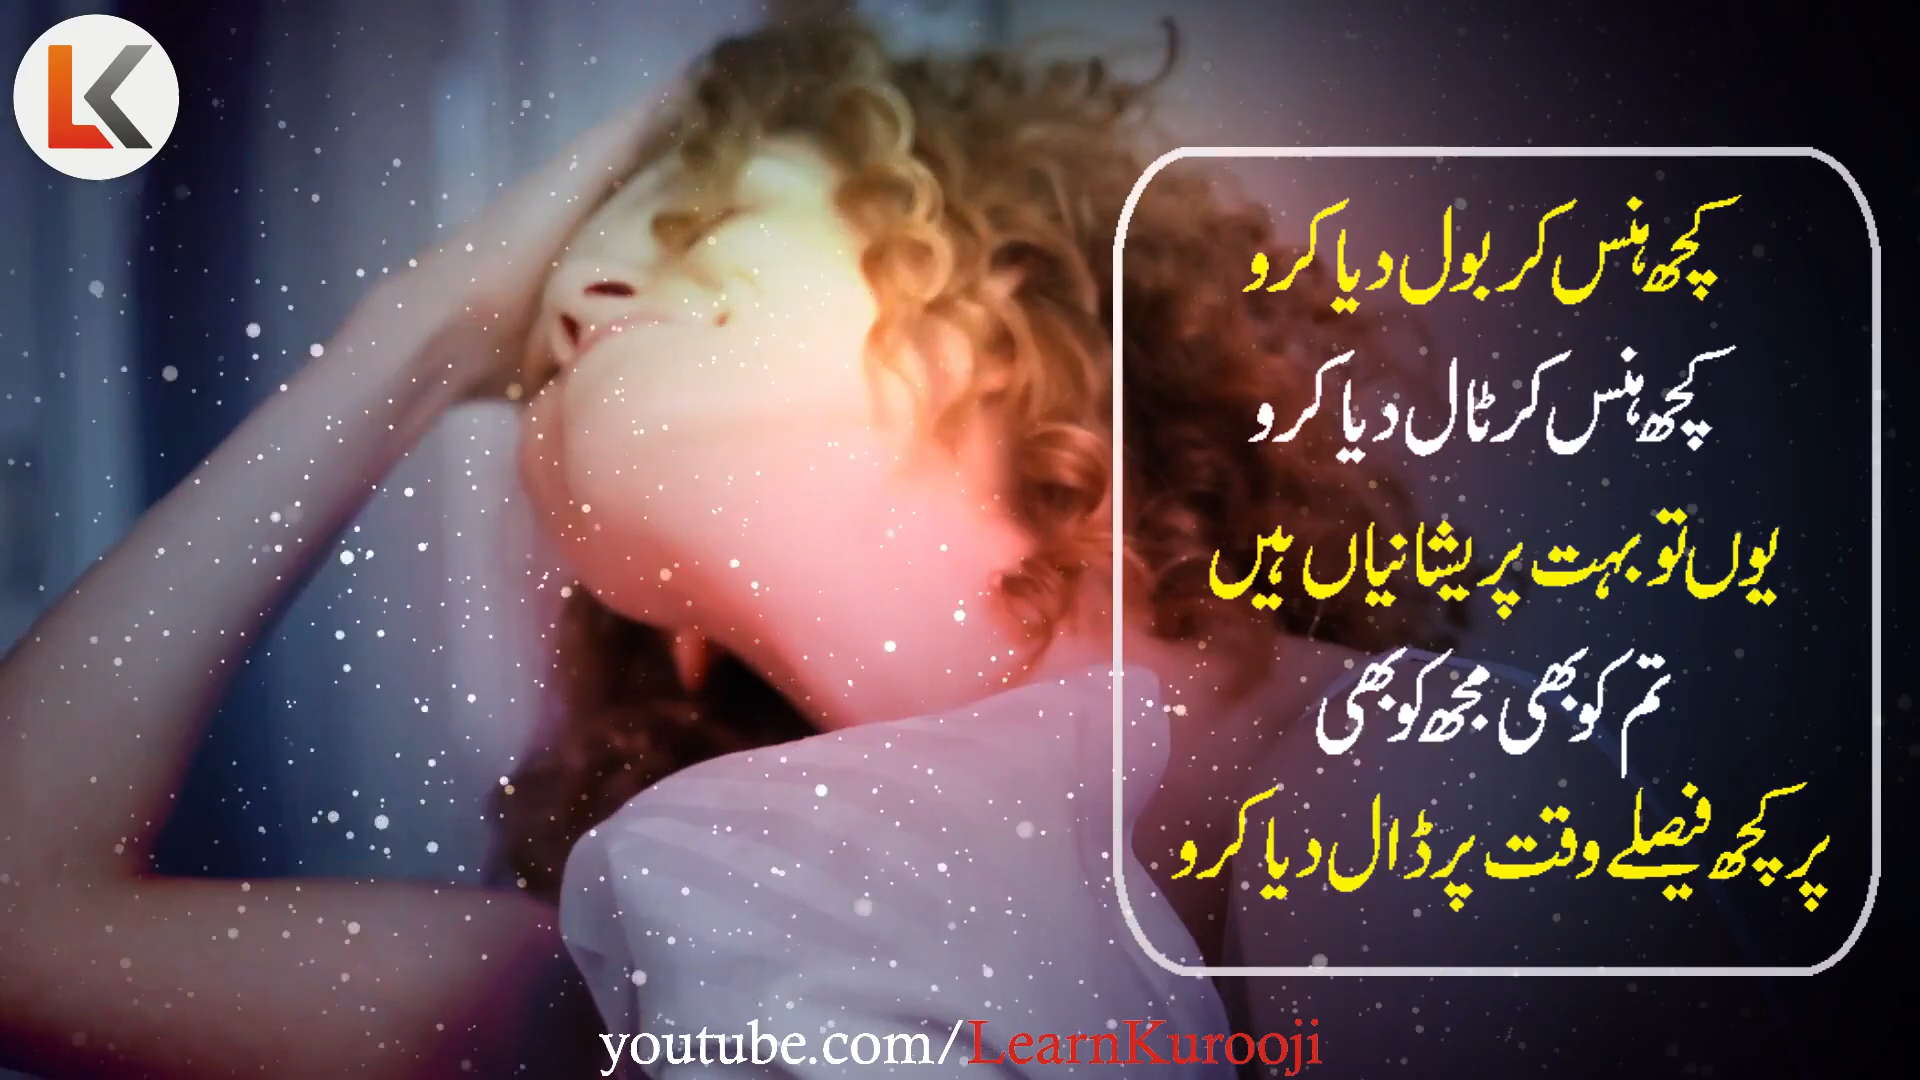 LK
کچھ ہنس کر بول دیا کرو
کچھ ہنس کر ٹال دیا کرو
یوں تو بہت پریشانیاں ہیں
تم کو بھی مجھ کو بھی
پر کچھ فیصلے وقت پر ڈال دیا کرو
youtube.com/LearnKurooji